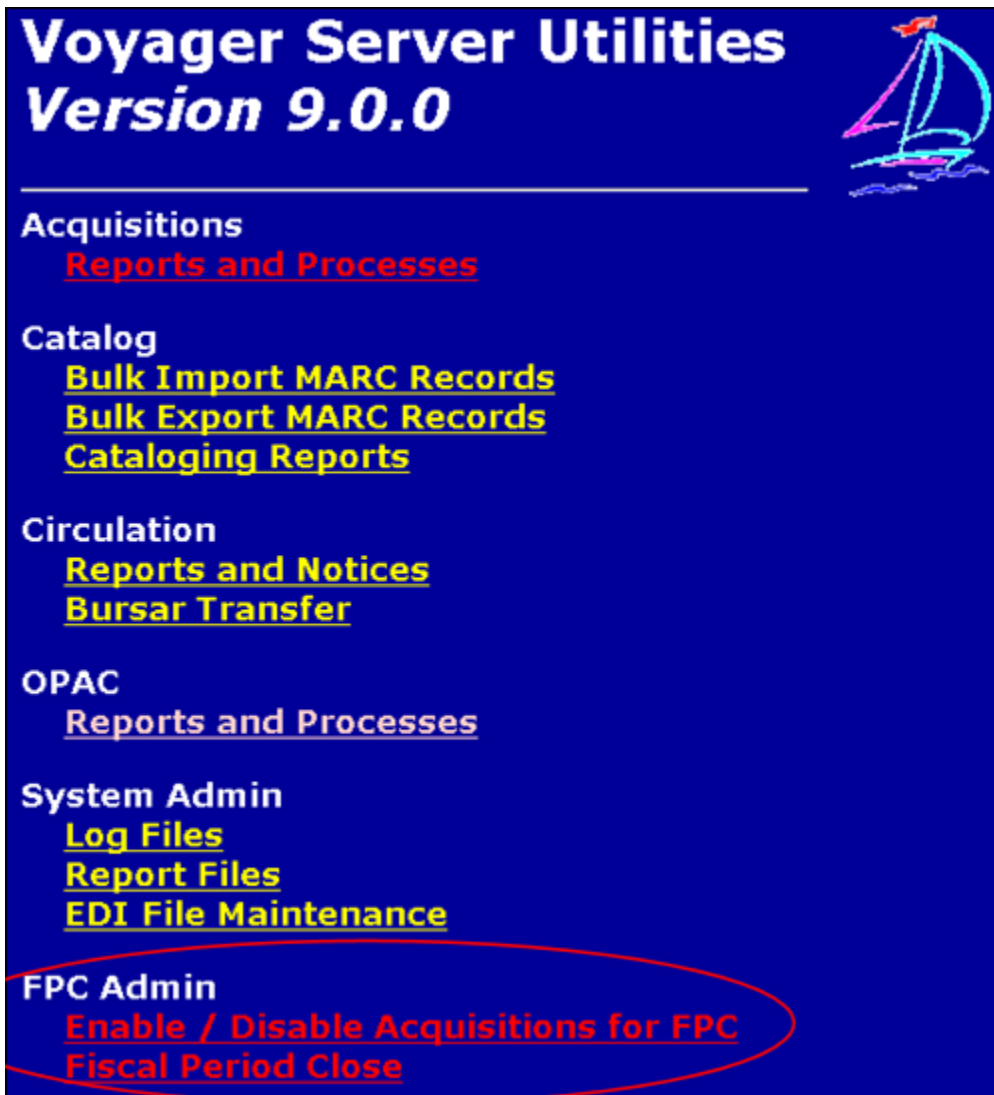 Voyager Server Utilities
Version 9.0.0
Acquisitions
Reports and Processes
Catalog
Bulk Import MARC Records
Bulk Export MARC Records
Cataloging Reports
Circulation
Reports and Notices
Bursar Transfer
OPAC
Reports and Processes
System Admin
Log Files
Report Files
EDI File Maintenance
FPC Admin
Enable / Disable Acquisitions for FPC
Fiscal Period Close